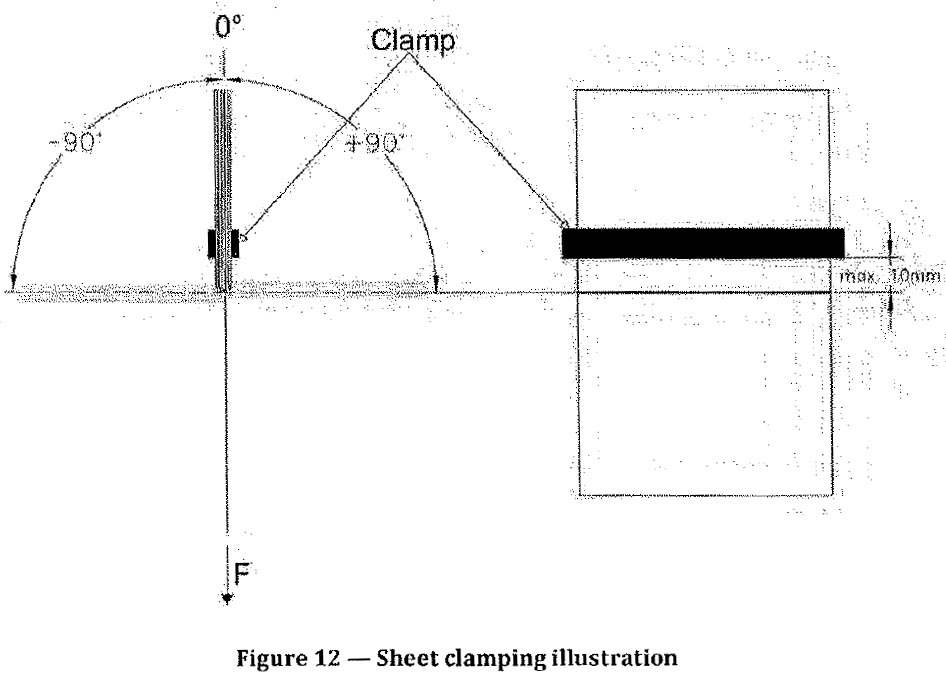 0°
Clamp
-90°
+90°
max. 10mm
F
Figure 12 — Sheet clamping illustration